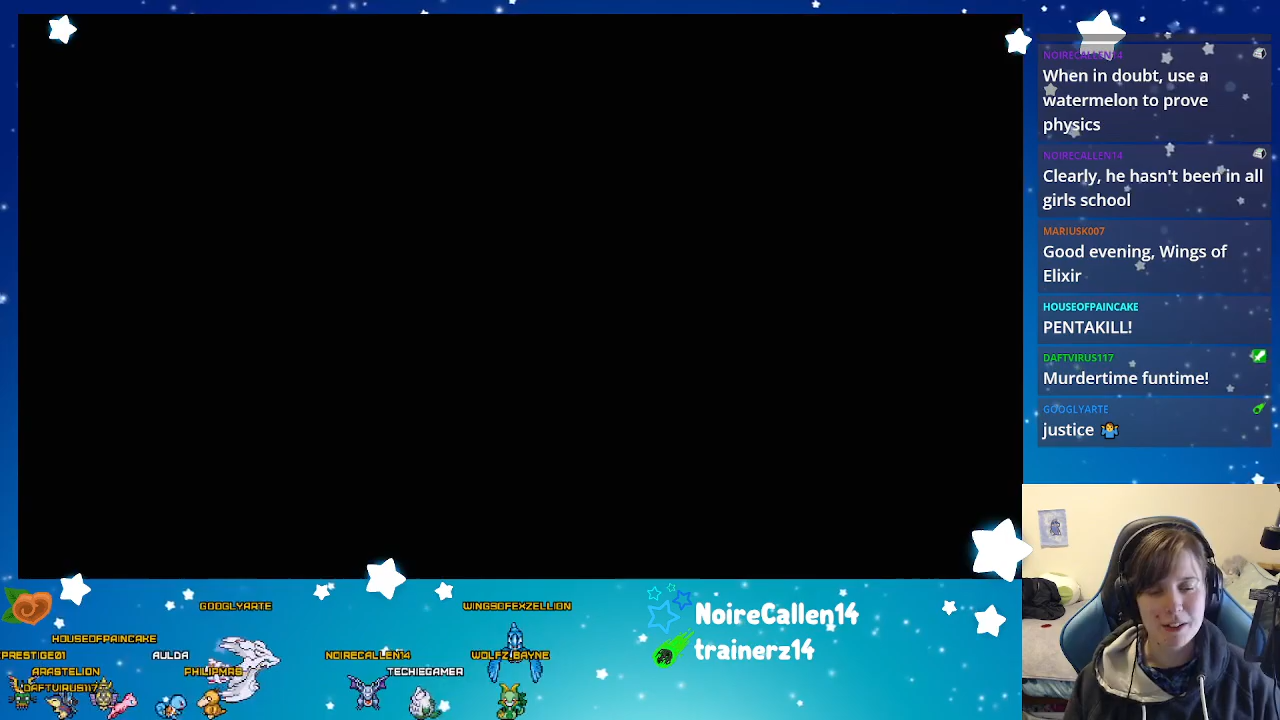 NOIRECALLEN14
When in doubt, use a
watermelon to prove
physics
NOIRECALLEN14
Clearly, he hasn't been in all
girls school
MARIUSK007
Good evening, Wings of
Elixir
HOUSEOFPAINCAKE
PENTAKILL!
DAFTVIRUS117
Murdertime funtime!
GOOGLYARTE
justice
GOOGLYARTE
WINGSOFEXZELLION
HOUSEOFPAINCAKE
PRESTIGE01
AULDA
NOIRECALLEN14
WOLFZ_BAYNE
ARASTELION
PHILIPMAS
TECHIEGAMER
DAFTVIRUS117
NoireCallen14
trainerz14